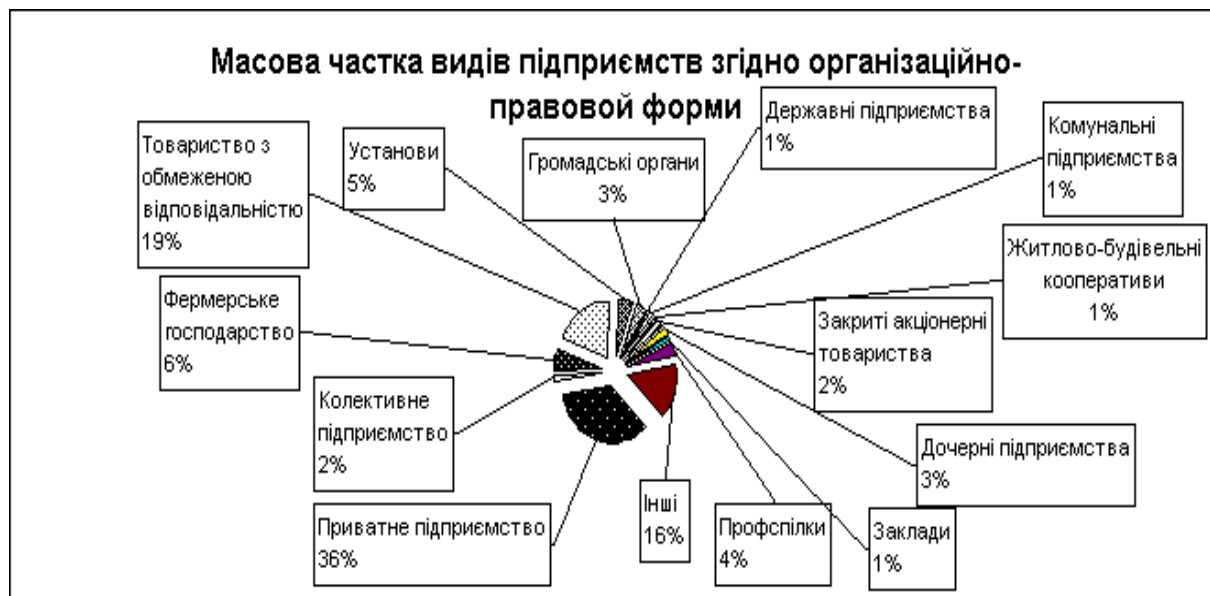 Масова частка видів підприємств згідно організаційно-
правовой форми
Товариство з
обмеженою
відповідальністю
19%
Установи
5%
Громадські органи
3%
Державні підприємства
1%
Комунальні
підприємства
1%
Житлово-будівельні
кооперативи
1%
Закриті акціонерні
товариства
2%
Дочерні підприємства
3%
Заклади
1%
Профспілки
4%
Інші
16%
Приватне підприємство
36%
Колективне
підприємство
2%
Фермерське
господарство
6%